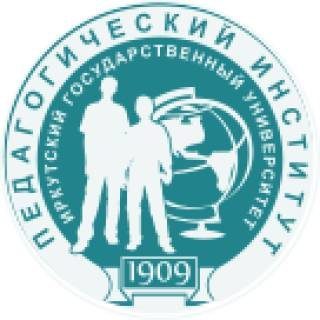 ПЕДАГОГИЧЕСКИЙ ИНСТИТУТ
ИРКУТСКИЙ ГОСУДАРСТВЕННЫЙ УНИВЕРСИТЕТ
1909